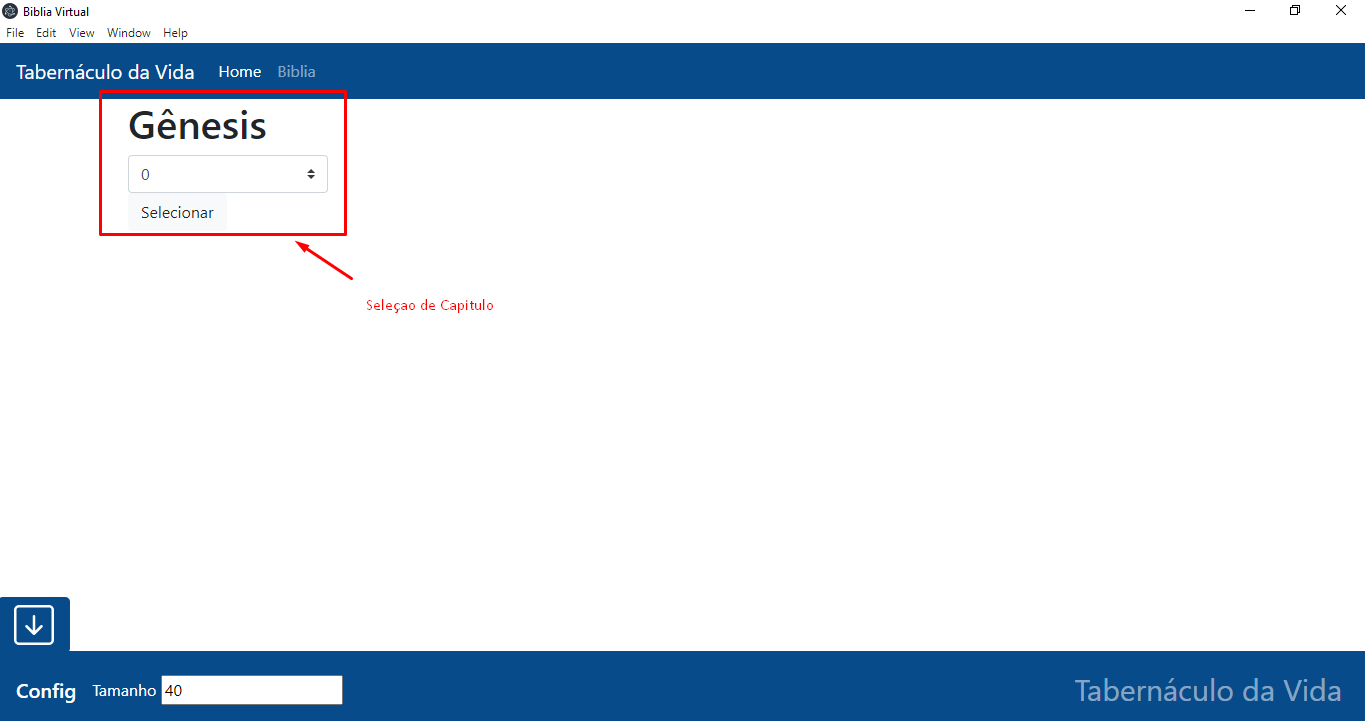 Biblia Virtual
File Edit View Window Help
Tabernáculo da Vida Home Biblia
Gênesis
0
Selecionar
Seleçao de Capitulo
Config Tamanho 40 Tabernáculo da Vida